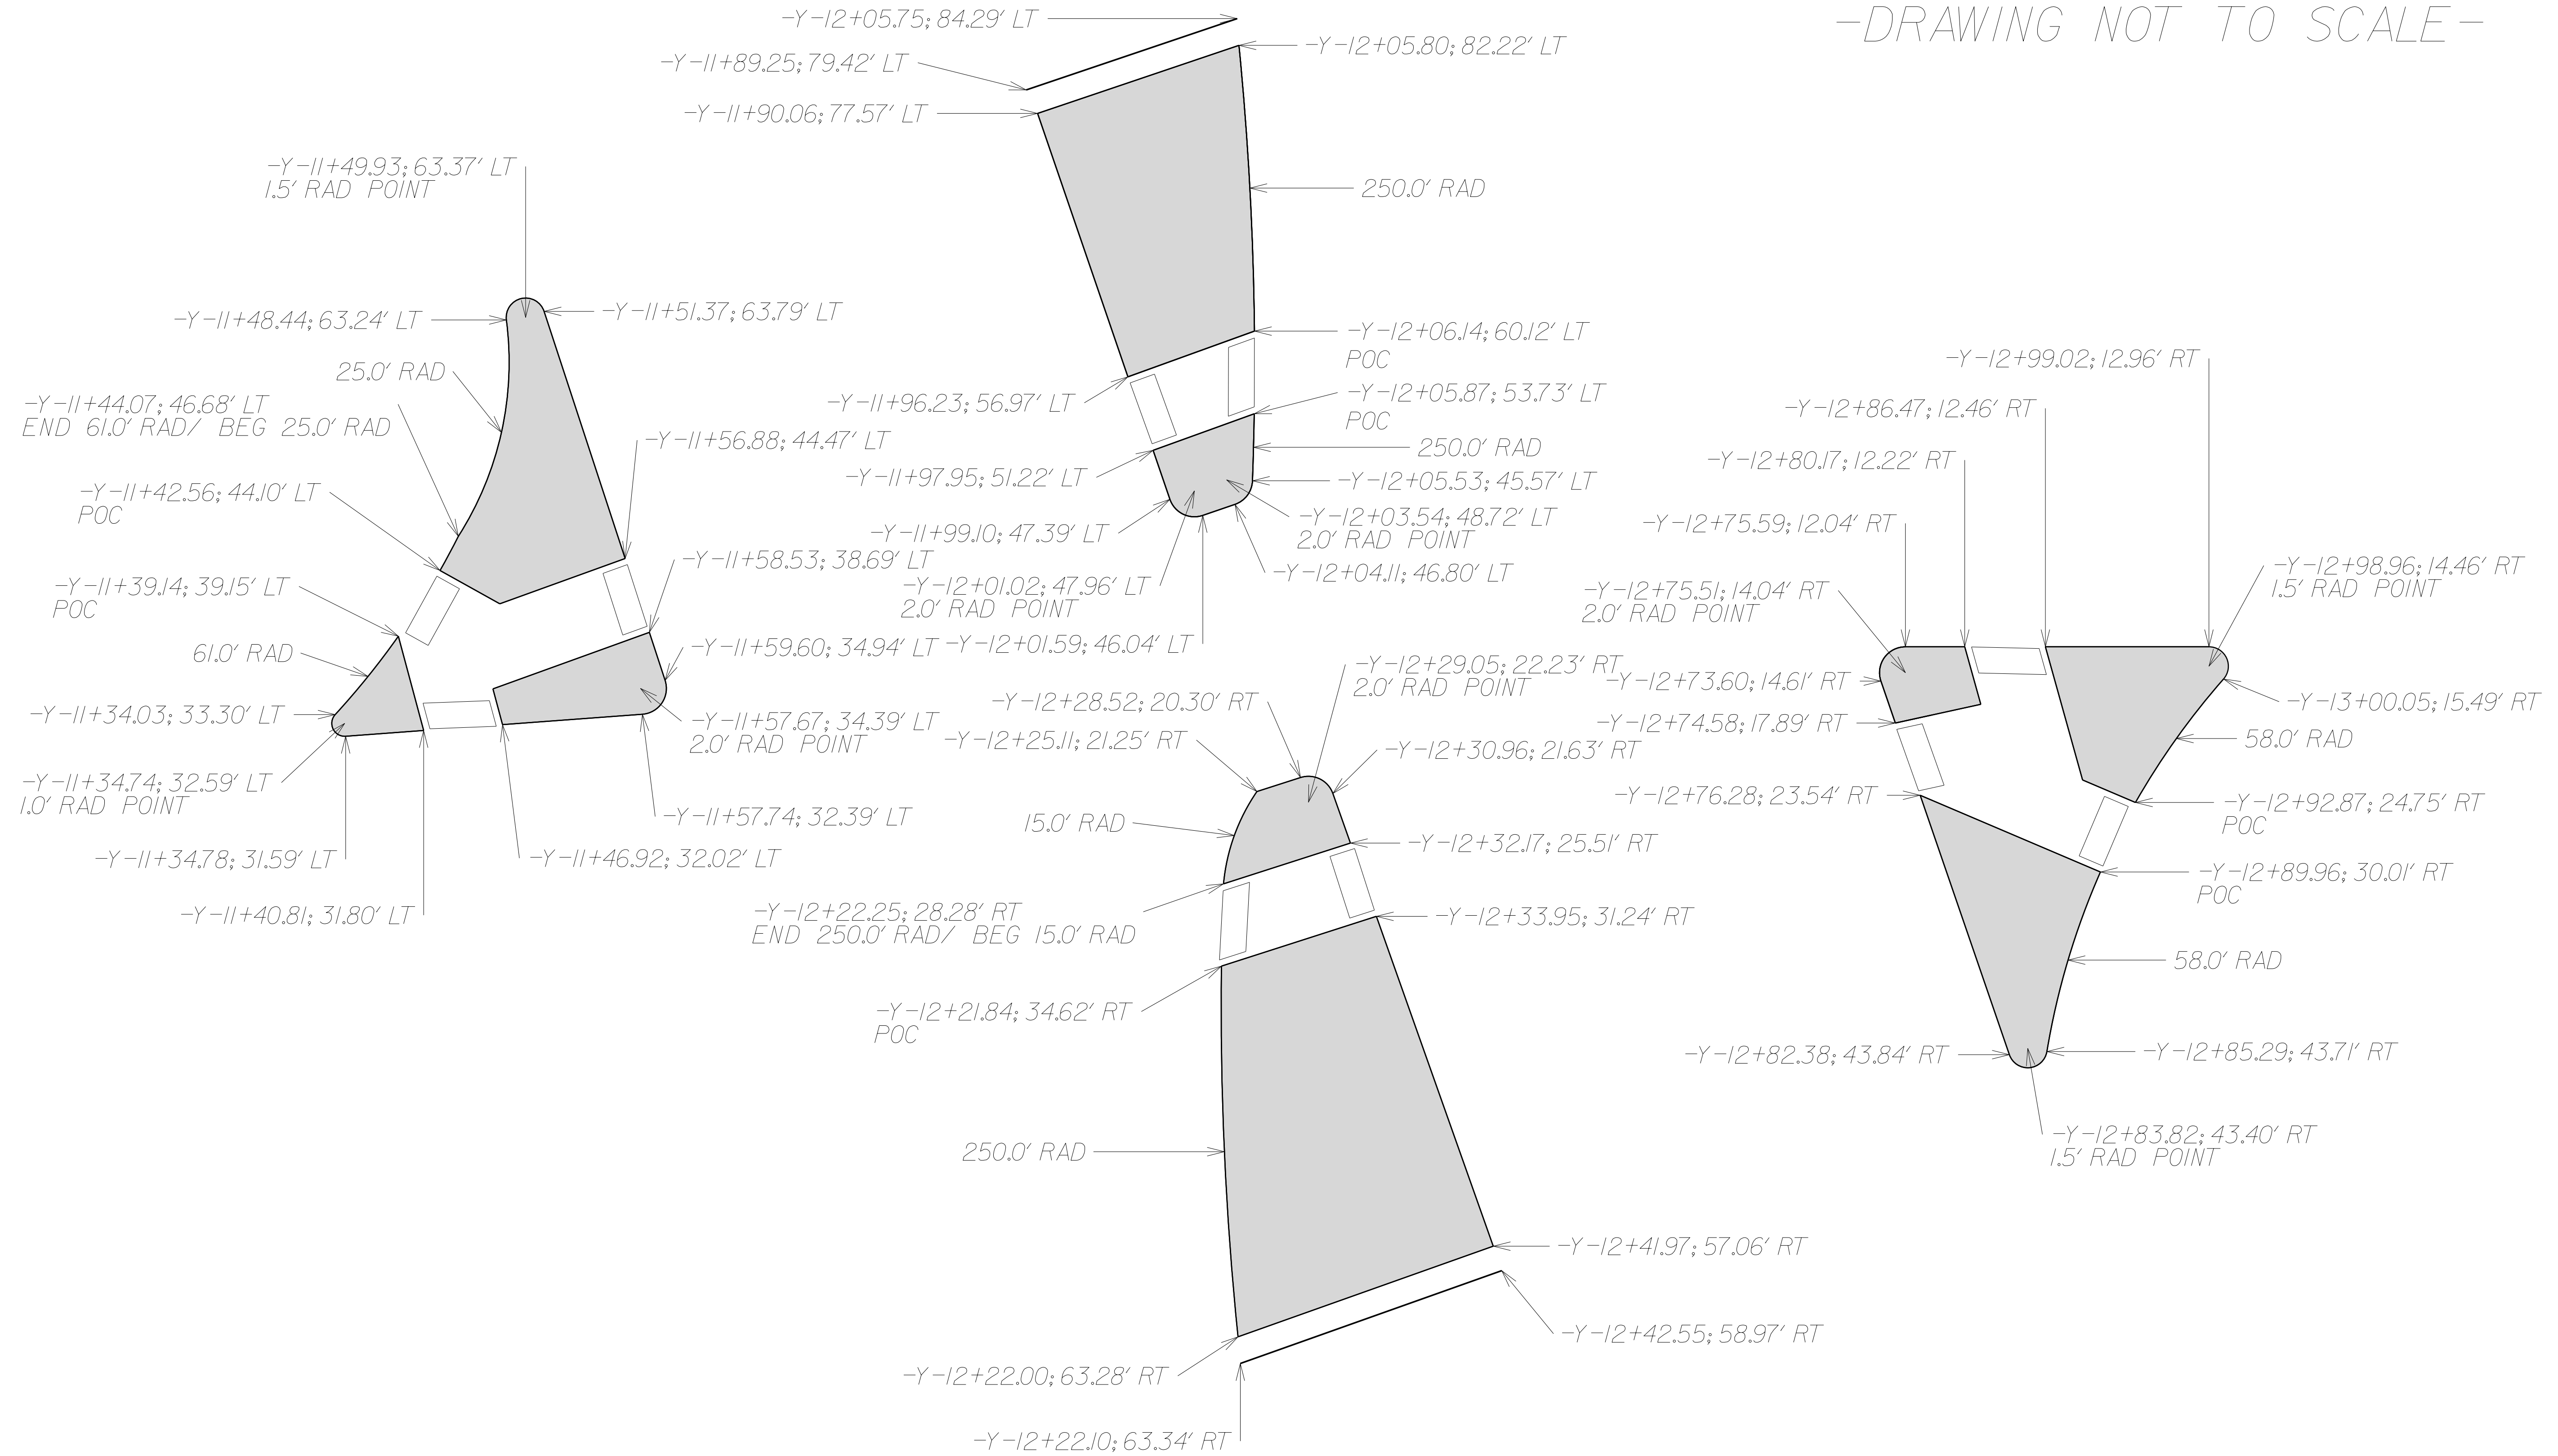 -DRAWING NOT TO SCALE-
-Y-12+05.75; 84.29' LT
-Y-12+05.80; 82.22' LT
-Y-11+89.25; 79.42' LT
-Y-11+90.06; 77.57' LT
250.0' RAD
-Y-12+06.14; 60.12' LT
POC
-Y-11+96.23; 56.97' LT
-Y-12+05.87; 53.73' LT
POC
250.0' RAD
-Y-11+97.95; 51.22' LT
-Y-12+05.53; 45.57' LT
-Y-12+03.54; 48.72' LT
2.0' RAD POINT
-Y-11+99.10; 47.39' LT
-Y-12+04.11; 46.80' LT
-Y-12+01.02; 47.96' LT
2.0' RAD POINT
-Y-12+01.59; 46.04' LT
-Y-11+49.93; 63.37' LT
1.5' RAD POINT
-Y-11+48.44; 63.24' LT
-Y-11+51.37; 63.79' LT
25.0' RAD
-Y-11+44.07; 46.68' LT
END 61.0' RAD/ BEG 25.0' RAD
-Y-11+56.88; 44.47' LT
-Y-11+42.56; 44.10' LT
POC
-Y-11+58.53; 38.69' LT
-Y-11+39.14; 39.15' LT
POC
61.0' RAD
-Y-11+59.60; 34.94' LT
-Y-11+34.03; 33.30' LT
-Y-11+57.67; 34.39' LT
2.0' RAD POINT
-Y-11+34.74; 32.59' LT
1.0' RAD POINT
-Y-11+57.74; 32.39' LT
-Y-11+34.78; 31.59' LT
-Y-11+46.92; 32.02' LT
-Y-11+40.81; 31.80' LT
-Y-12+29.05; 22.23' RT
2.0' RAD POINT
-Y-12+28.52; 20.30' RT
-Y-12+25.11; 21.25' RT
-Y-12+30.96; 21.63' RT
15.0' RAD
-Y-12+32.17; 25.51' RT
-Y-12+22.25; 28.28' RT
END 250.0' RAD/ BEG 15.0' RAD
-Y-12+33.95; 31.24' RT
-Y-12+21.84; 34.62' RT
POC
250.0' RAD
-Y-12+41.97; 57.06' RT
-Y-12+42.55; 58.97' RT
-Y-12+22.00; 63.28' RT
-Y-12+22.10; 63.34' RT
-Y-12+99.02; 12.96' RT
-Y-12+86.47; 12.46' RT
-Y-12+80.17; 12.22' RT
-Y-12+75.59; 12.04' RT
-Y-12+98.96; 14.46' RT
1.5' RAD POINT
-Y-12+75.51; 14.04' RT
2.0' RAD POINT
-Y-12+73.60; 14.61' RT
-Y-13+00.05; 15.49' RT
-Y-12+74.58; 17.89' RT
58.0' RAD
-Y-12+76.28; 23.54' RT
-Y-12+92.87; 24.75' RT
POC
-Y-12+89.96; 30.01' RT
POC
58.0' RAD
-Y-12+82.38; 43.84' RT
-Y-12+85.29; 43.71' RT
-Y-12+83.82; 43.40' RT
1.5' RAD POINT